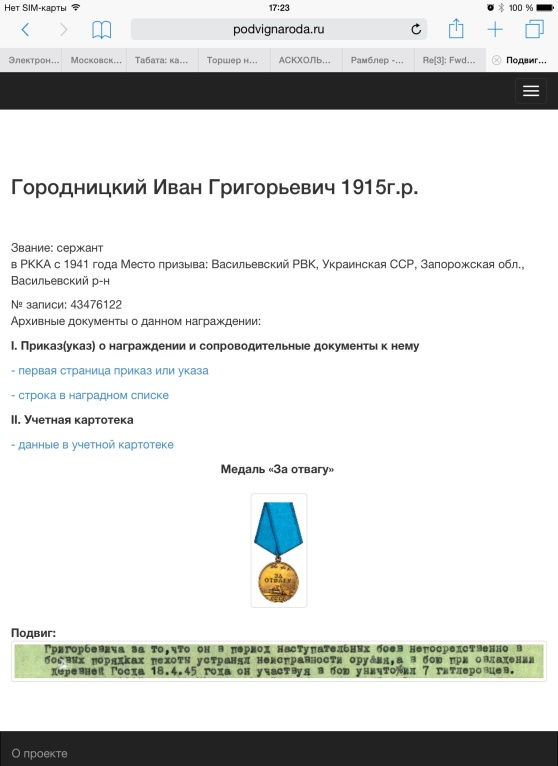 Нет SIM-карты
17:23
100 %
podvignaroda.ru
Электрон...
Московск...
Табата: ка...
Торшер н...
АСКХОЛЬ...
Рамблер -...
Re[3]: Fwd...
Подвиг...
Городницкий Иван Григорьевич 1915г.р.
Звание: сержант
в РККА с 1941 года Место призыва: Васильевский РВК, Украинская ССР, Запорожская обл.,
Васильевский р-н
№ записи: 43476122
Архивные документы о данном награждении:
I. Приказ(указ) о награждении и сопроводительные документы к нему
- первая страница приказ или указа
- строка в наградном списке
II. Учетная картотека
- данные в учетной картотеке
Медаль «За отвагу»
ЗА
ОТВАГУ
СССР
Подвиг:
Григорьевича за то,что он в период наступательных боев непосредственно в
боевых порядках пехоты устранял неисправности оружия,а в бою при овладении
деревней Госда 18.4.45 года он участвуя в бою уничтожил 7 гитлеровцев.
О проекте